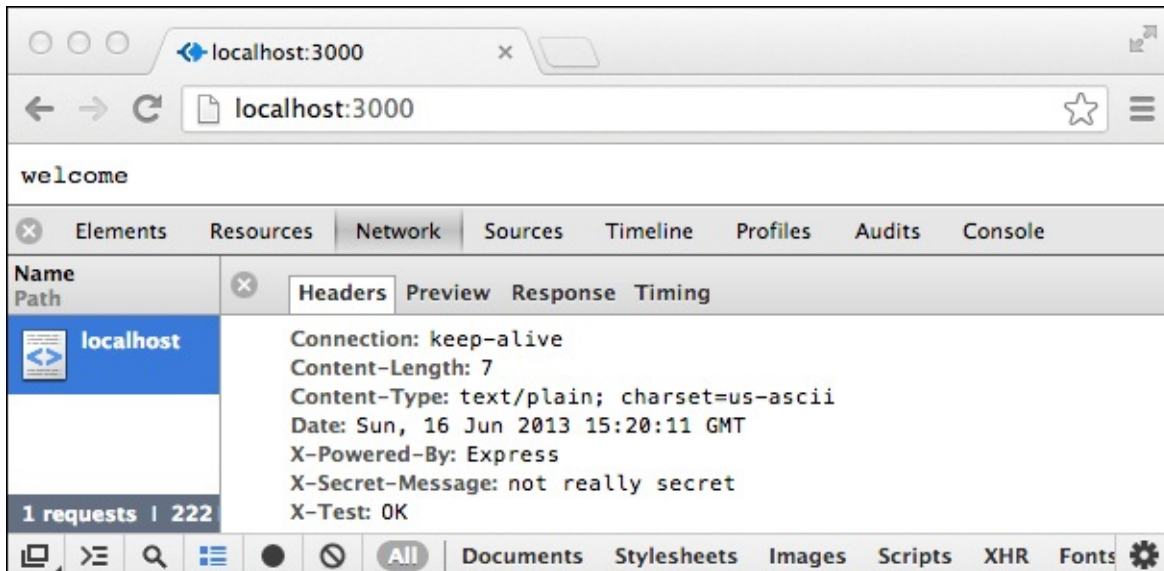 localhost:3000
localhost:3000
welcome
Elements Resources Network Sources Timeline Profiles Audits Console
Name
Path
Headers Preview Response Timing
localhost
Connection: keep-alive
Content-Length: 7
Content-Type: text/plain; charset=us-ascii
Date: Sun, 16 Jun 2013 15:20:11 GMT
X-Powered-By: Express
X-Secret-Message: not really secret
X-Test: OK
1 requests | 222
All Documents Stylesheets Images Scripts XHR Fonts